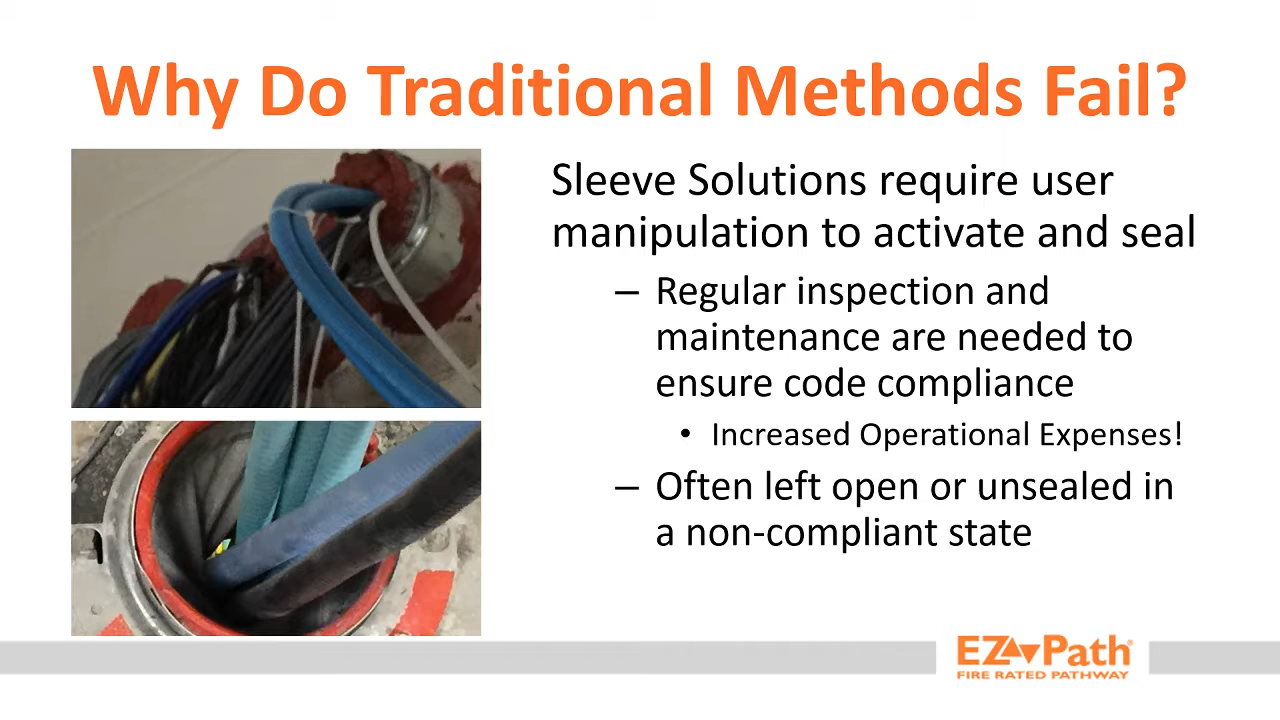 Why Do Traditional Methods Fail?
Sleeve Solutions require user
manipulation to activate and seal
– Regular inspection and
maintenance are needed to
ensure code compliance
• Increased Operational Expenses!
– Often left open or unsealed in
a non-compliant state
EZ Path®
FIRE RATED PATHWAY